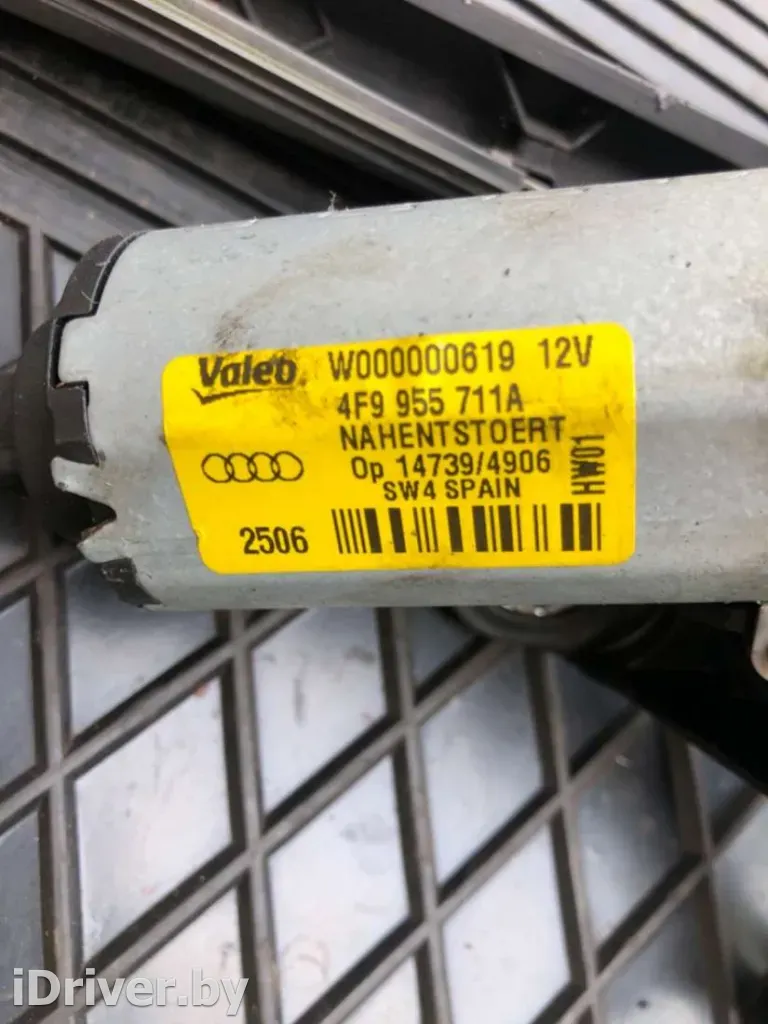 Valeo W000000619 12V
4F9 955 711A
NAHENTSTOERT
Op 14739/4906
SW4 SPAIN
HW01
2506
iDriver.by